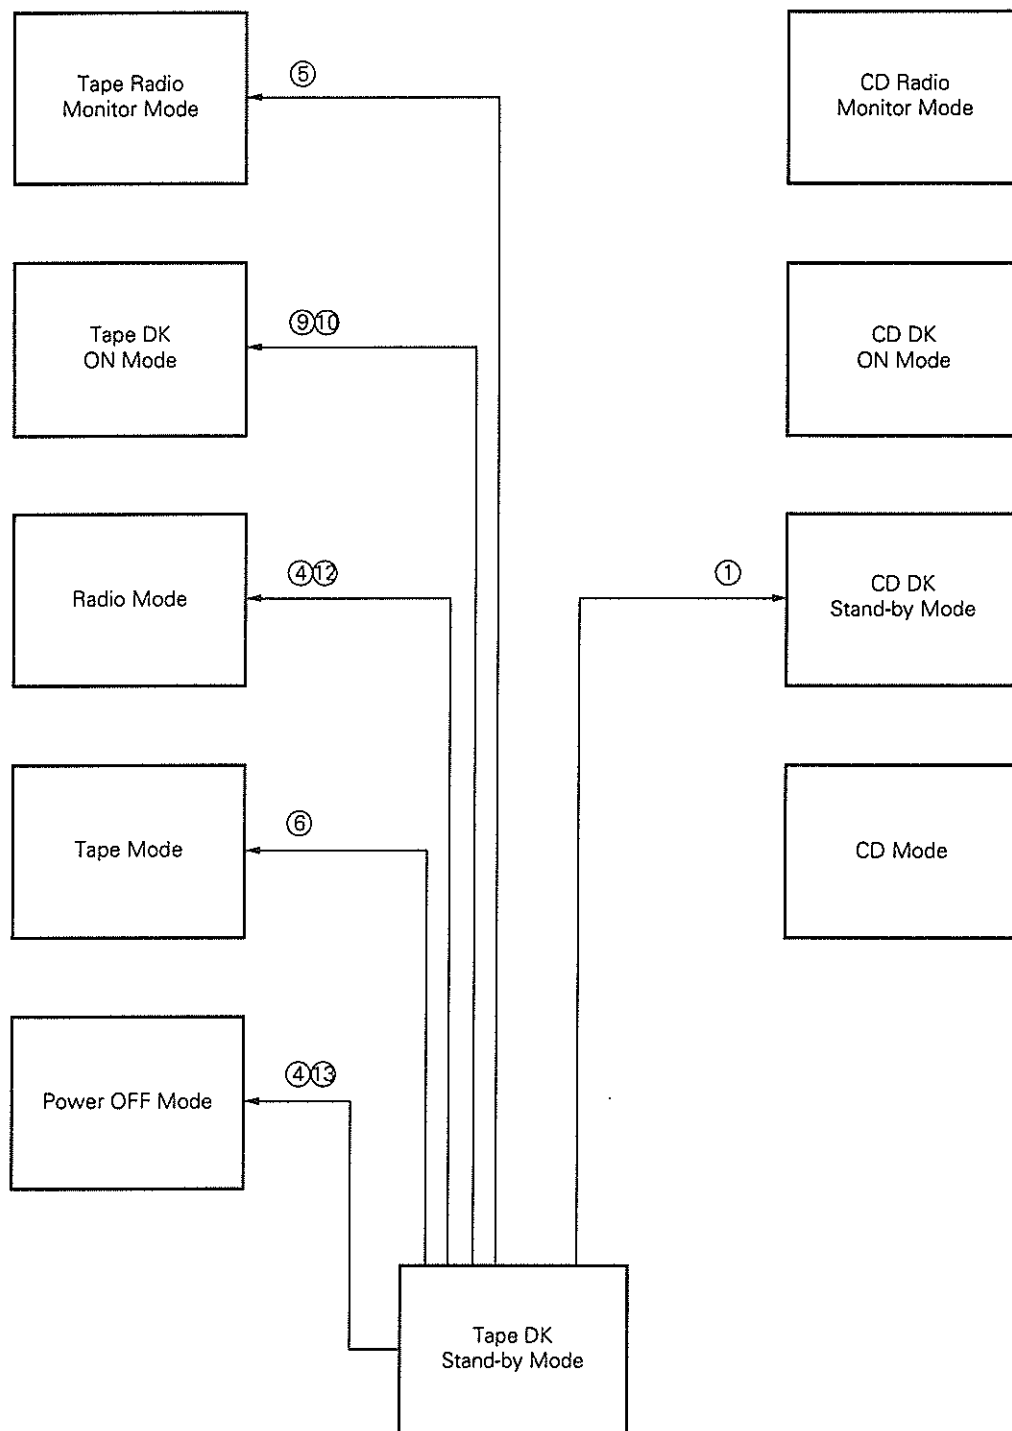 Tape Radio
Monitor Mode
⑤
CD Radio
Monitor Mode
Tape DK
ON Mode
⑨⑩
CD DK
ON Mode
Radio Mode
④⑫
①
CD DK
Stand-by Mode
Tape Mode
⑥
CD Mode
Power OFF Mode
④⑬
Tape DK
Stand-by Mode